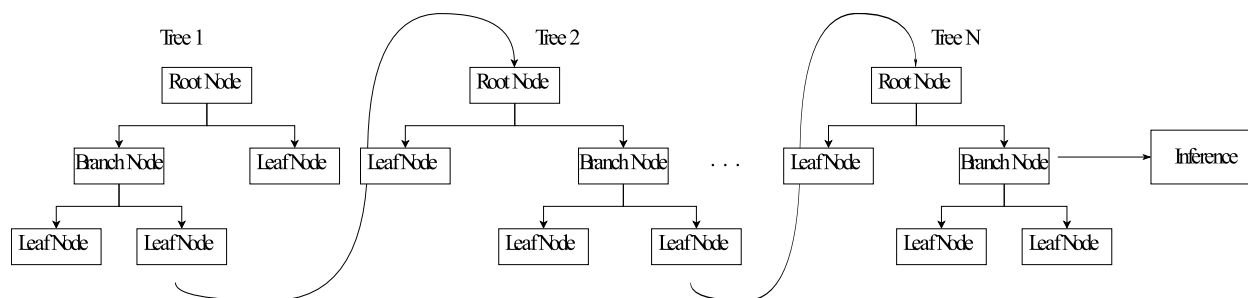 Tree 1
Tree 2
Tree N
Root Node
Root Node
Root Node
Branch Node
Leaf Node
Leaf Node
Branch Node
. . .
Leaf Node
Branch Node
Inference
Leaf Node
Leaf Node
Leaf Node
Leaf Node
Leaf Node
Leaf Node